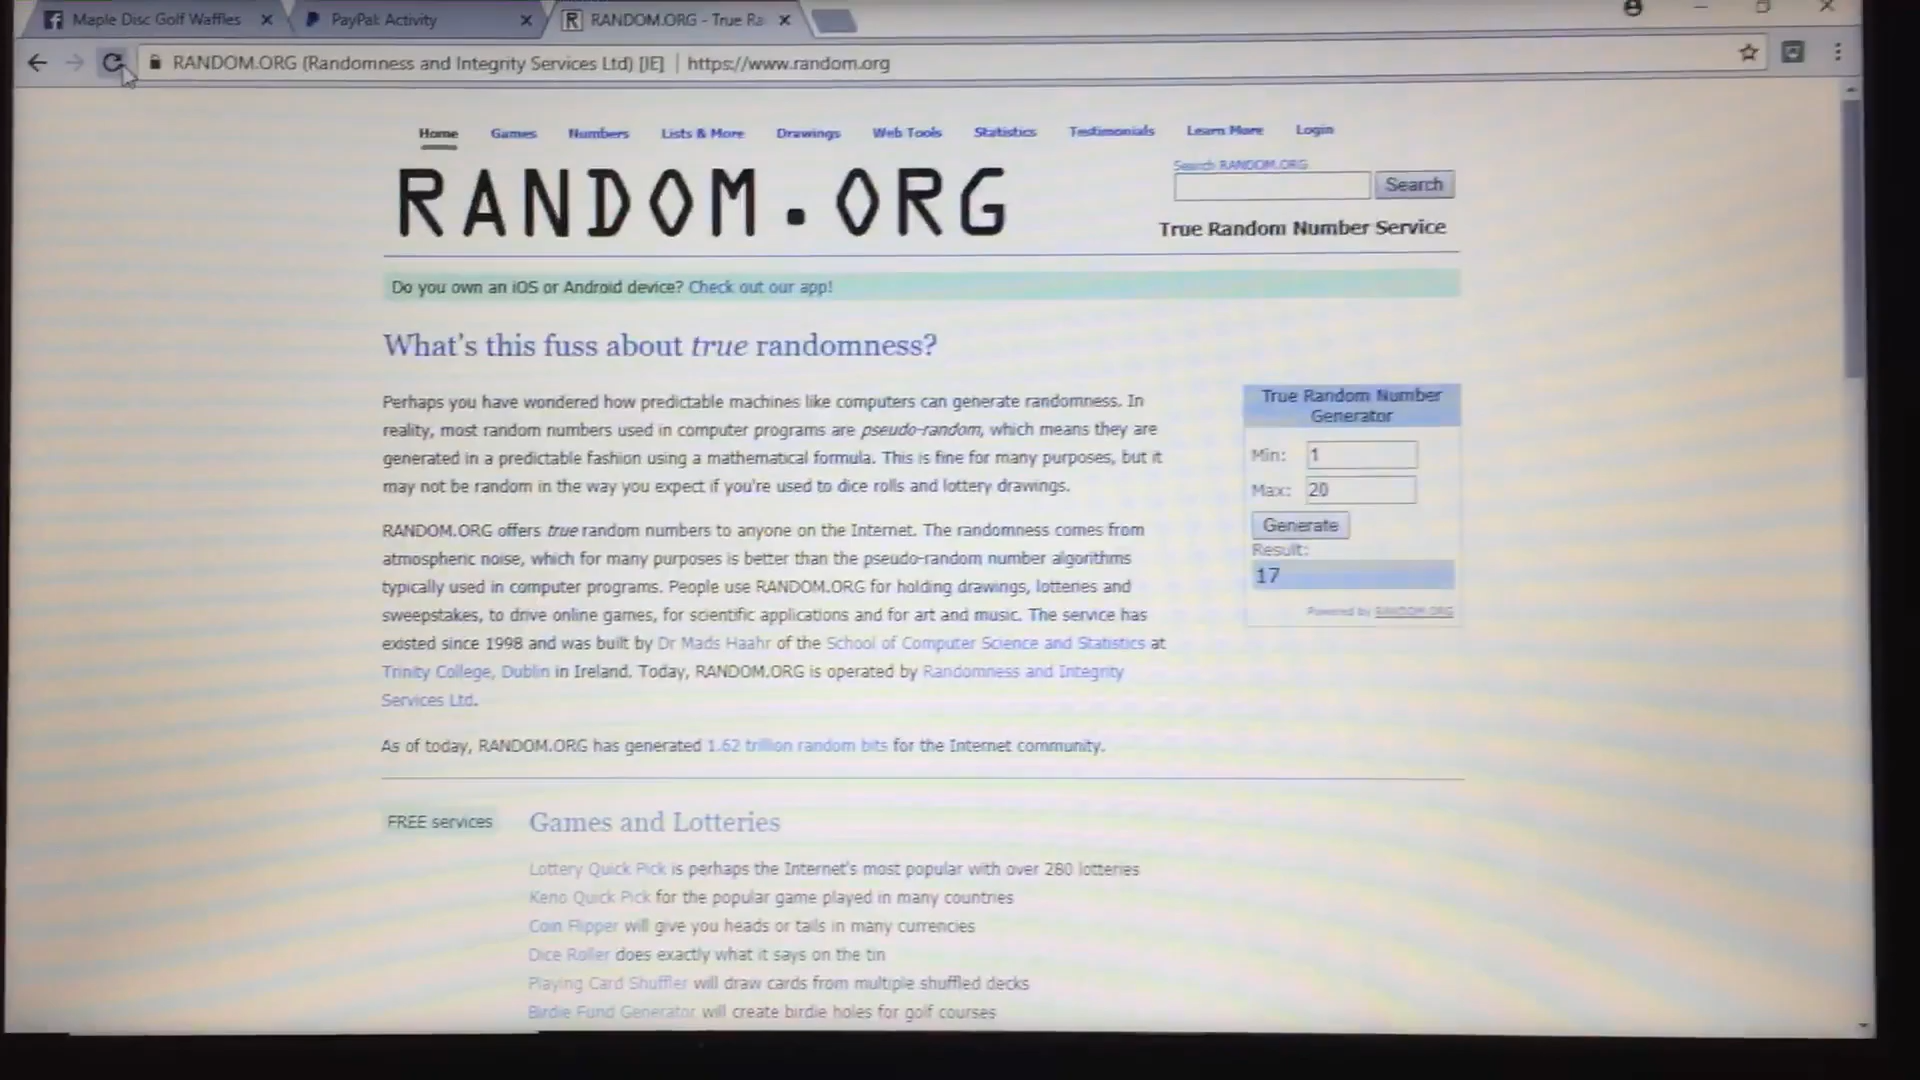 Maple Disc Golf Waffles
PayPal: Activity
RANDOM.ORG - True Ra
RANDOM.ORG (Randomness and Integrity Services Ltd) [IE] | https://www.random.org
Home Games Numbers Lists & More Drawings Web Tools Statistics Testimonials Learn More Login
Search RANDOM.ORG
Search
RANDOM.ORG
True Random Number Service
Do you own an iOS or Android device? Check out our app!
What's this fuss about true randomness?
Perhaps you have wondered how predictable machines like computers can generate randomness. In
reality, most random numbers used in computer programs are pseudo-random, which means they are
generated in a predictable fashion using a mathematical formula. This is fine for many purposes, but it
may not be random in the way you expect if you're used to dice rolls and lottery drawings.
RANDOM.ORG offers true random numbers to anyone on the Internet. The randomness comes from
atmospheric noise, which for many purposes is better than the pseudo-random number algorithms
typically used in computer programs. People use RANDOM.ORG for holding drawings, lotteries and
sweepstakes, to drive online games, for scientific applications and for art and music. The service has
existed since 1998 and was built by Dr Mads Haahr of the School of Computer Science and Statistics at
Trinity College, Dublin in Ireland. Today, RANDOM.ORG is operated by Randomness and Integrity
Services Ltd.
As of today, RANDOM.ORG has generated 1.62 trillion random bits for the Internet community.
True Random Number
Generator
Min: 1
Max: 20
Generate
Result:
17
Powered by RANDOM.ORG
FREE services
Games and Lotteries
Lottery Quick Pick is perhaps the Internet's most popular with over 280 lotteries
Keno Quick Pick for the popular game played in many countries
Coin Flipper will give you heads or tails in many currencies
Dice Roller does exactly what it says on the tin
Playing Card Shuffler will draw cards from multiple shuffled decks
Birdie Fund Generator will create birdie holes for golf courses